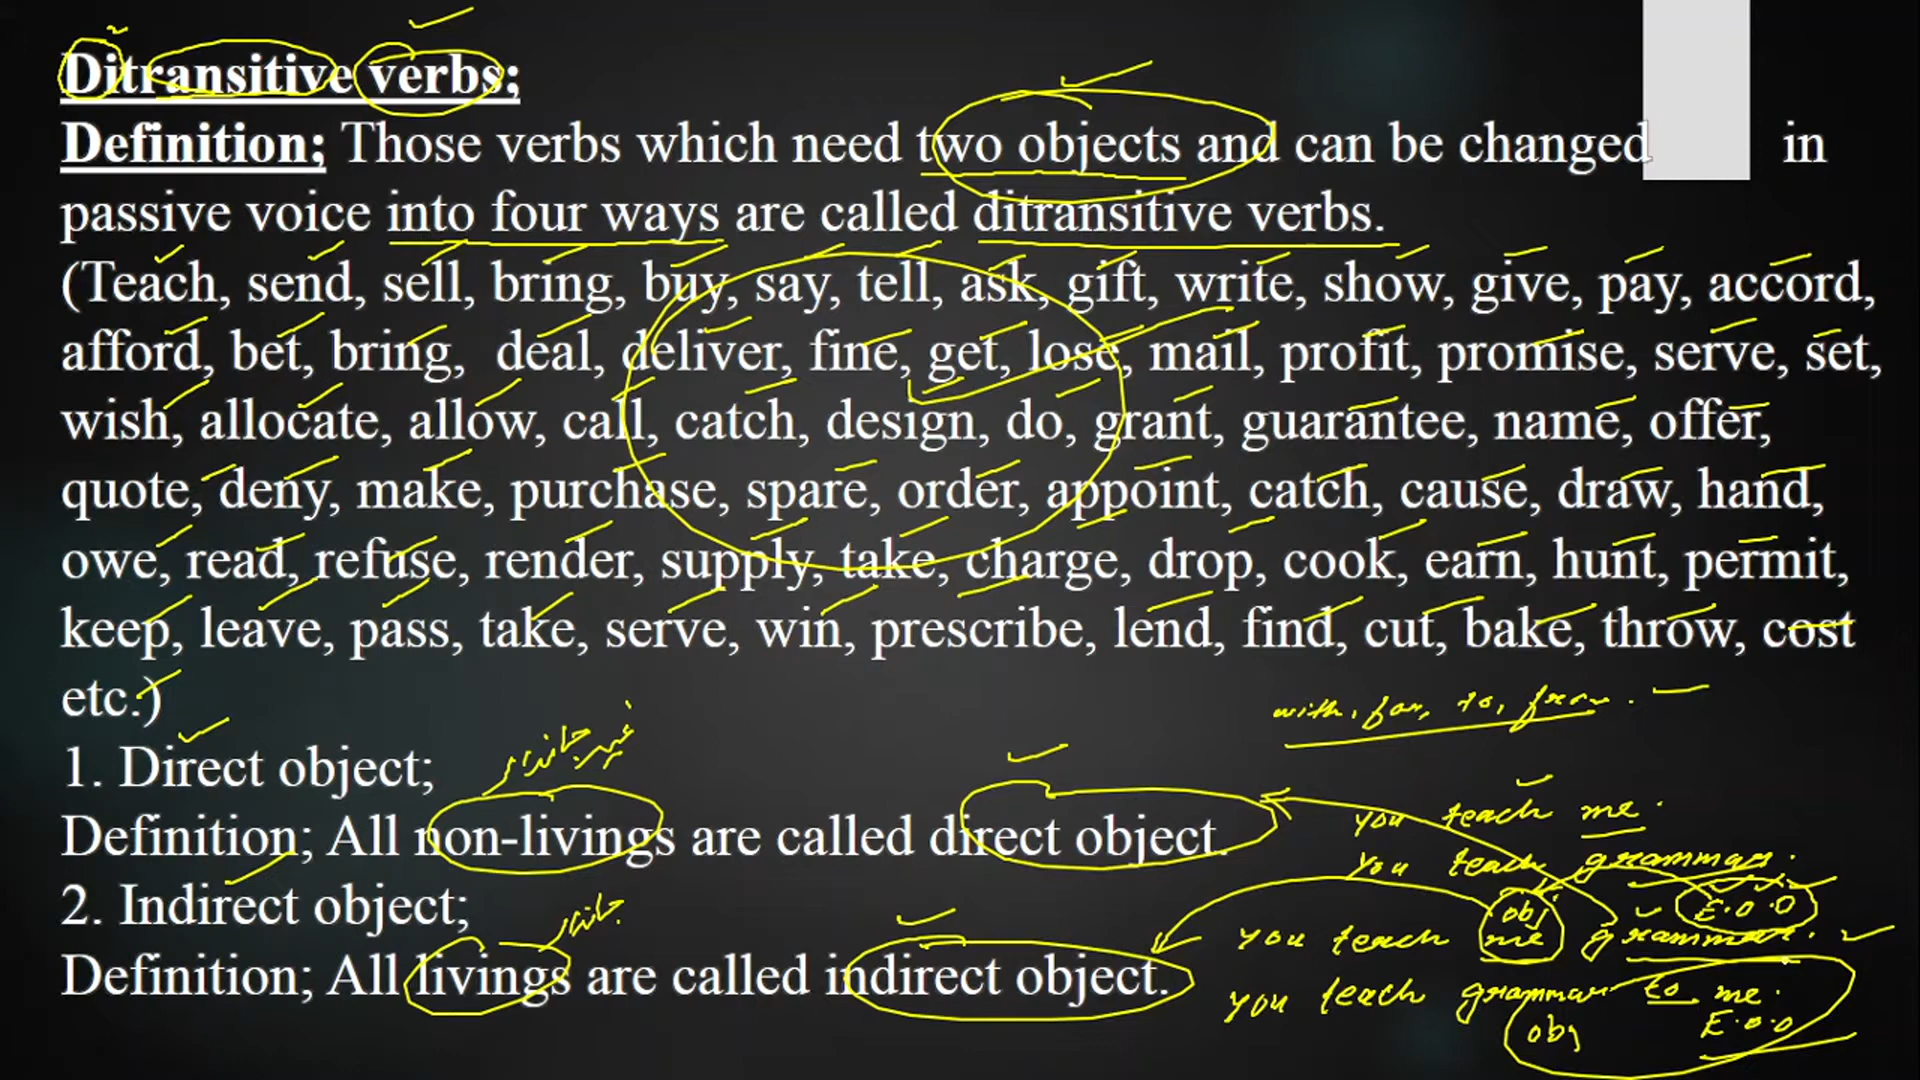 Ditransitive verbs;
Definition; Those verbs which need two objects and can be changed in
passive voice into four ways are called ditransitive verbs.
(Teach, send, sell, bring, buy, say, tell, ask, gift, write, show, give, pay, accord,
afford, bet, bring, deal, deliver, fine, get, lose, mail, profit, promise, serve, set,
wish, allocate, allow, call, catch, design, do, grant, guarantee, name, offer,
quote, deny, make, purchase, spare, order, appoint, catch, cause, draw, hand,
owe, read, refuse, render, supply, take, charge, drop, cook, earn, hunt, permit,
keep, leave, pass, take, serve, win, prescribe, lend, find, cut, bake, throw, cost
etc.)
with, for, to, from.
1. Direct object;
غیر جاندار
Definition; All non-livings are called direct object.
you teach me.
you teach grammar.
2. Indirect object;
جاندار
obj E.O.O
you teach me grammar.
Definition; All livings are called indirect object.
you teach grammar to me.
obj E.O.O